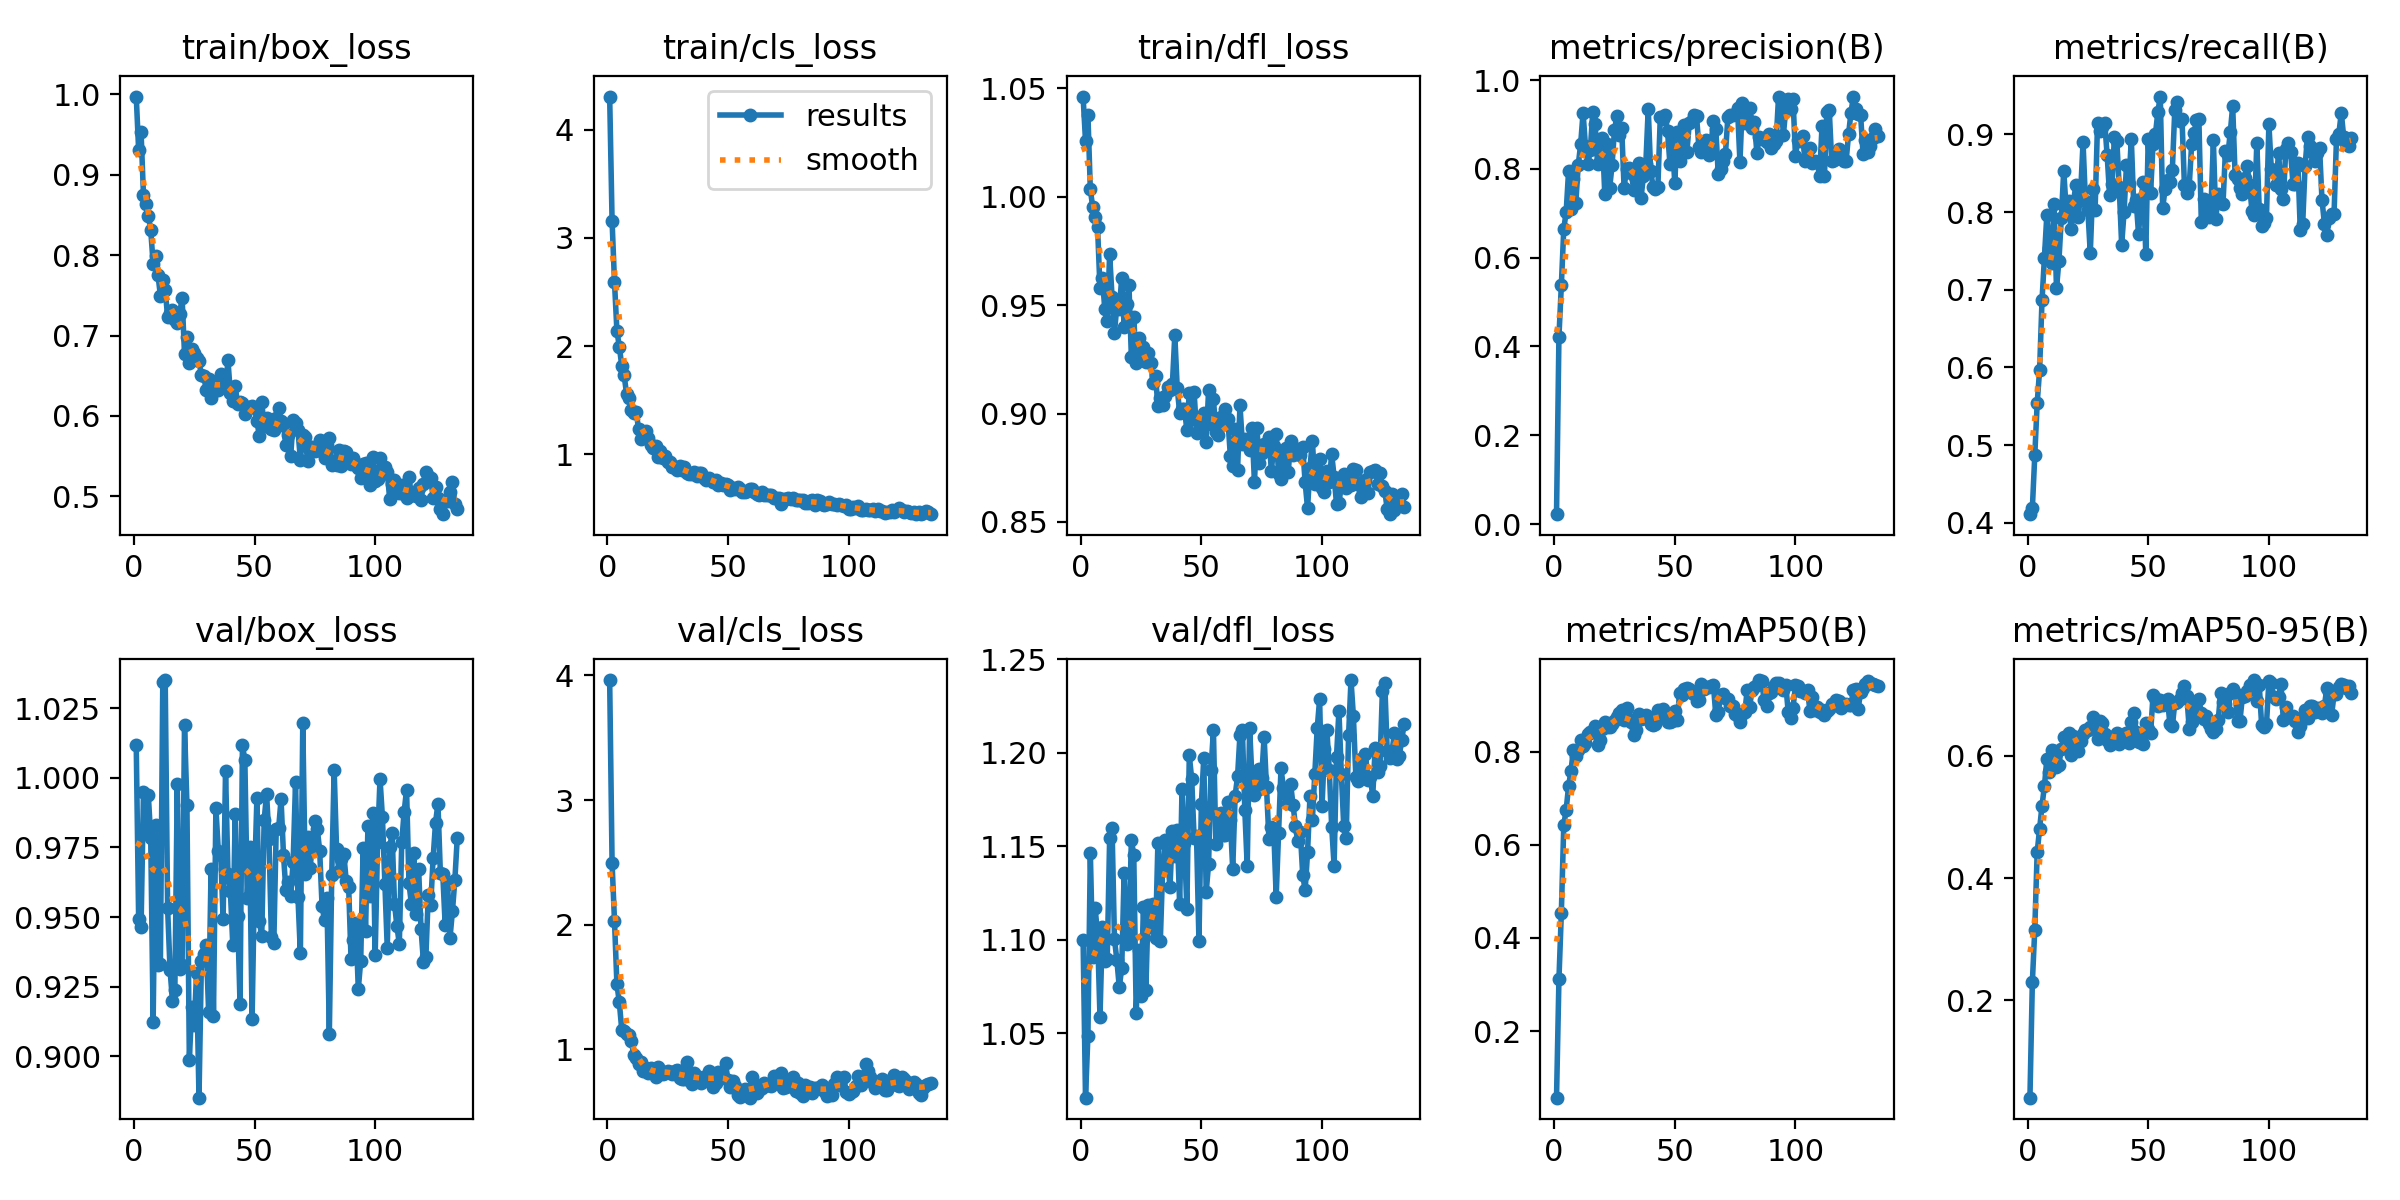 train/box_loss
1.0
0.9
0.8
0.7
0.6
0.5
0 50 100
train/cls_loss
results
smooth
4
3
2
1
0 50 100
train/dfl_loss
1.05
1.00
0.95
0.90
0.85
0 50 100
metrics/precision(B)
1.0
0.8
0.6
0.4
0.2
0.0
0 50 100
metrics/recall(B)
0.9
0.8
0.7
0.6
0.5
0.4
0 50 100
val/box_loss
1.025
1.000
0.975
0.950
0.925
0.900
0 50 100
val/cls_loss
4
3
2
1
0 50 100
val/dfl_loss
1.25
1.20
1.15
1.10
1.05
0 50 100
metrics/mAP50(B)
0.8
0.6
0.4
0.2
0 50 100
metrics/mAP50-95(B)
0.6
0.4
0.2
0 50 100